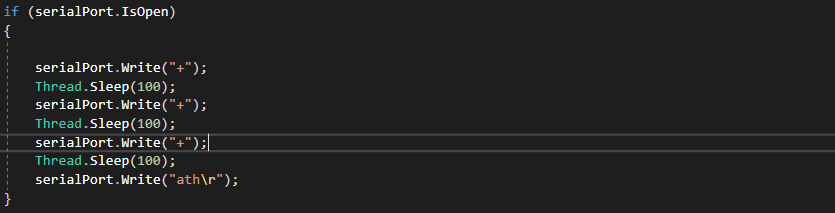 if (serialPort.IsOpen)
{
serialPort.Write("+");
Thread.Sleep(100);
serialPort.Write("+");
Thread.Sleep(100);
serialPort.Write("+");
Thread.Sleep(100);
serialPort.Write("ath\r");
}